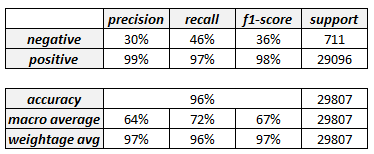 precision recall f1-score support
negative 30% 46% 36% 711
positive 99% 97% 98% 29096
accuracy 96% 29807
macro average 64% 72% 67% 29807
weightage avg 97% 96% 97% 29807